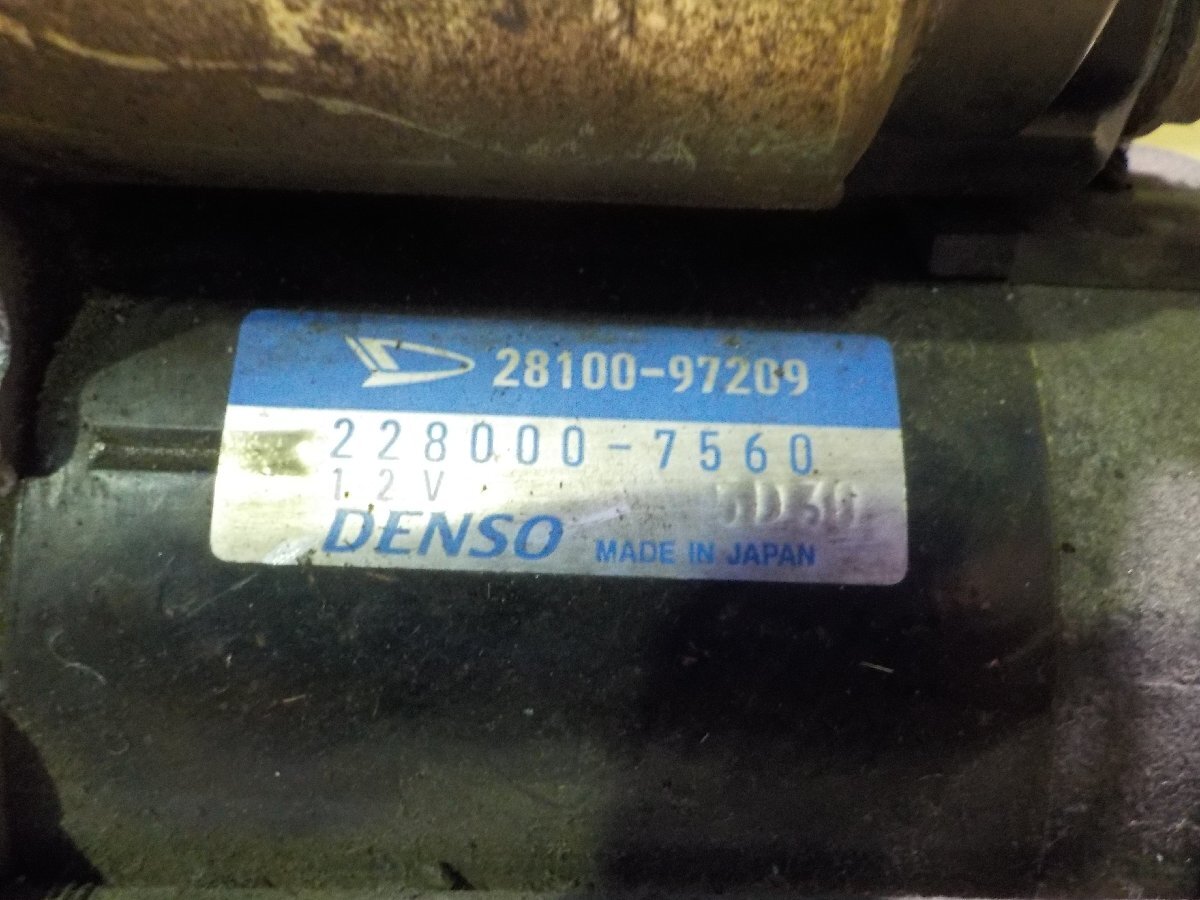 28100-97209
228000-7560
12V
DENSO MADE IN JAPAN